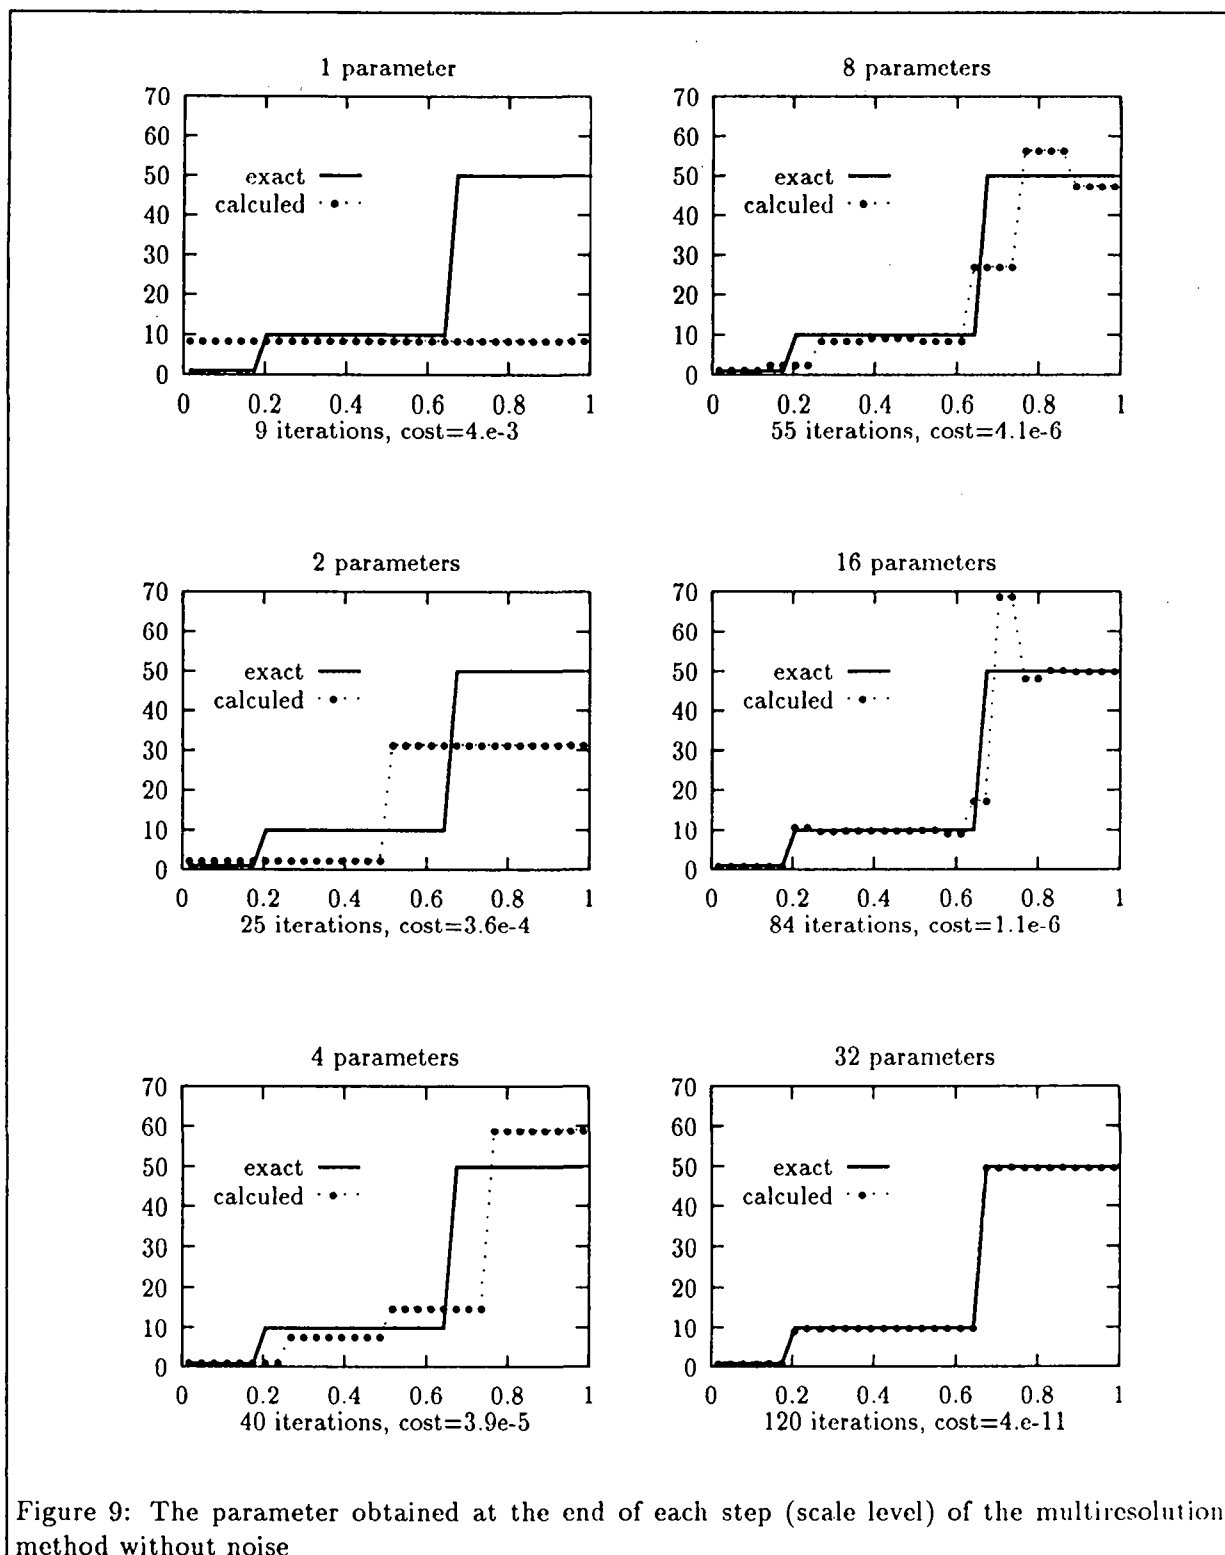 1 parameter
70
60
50
40
30
20
10
0
exact
calculed
0 0.2 0.4 0.6 0.8 1
9 iterations, cost=4.e-3
8 parameters
70
60
50
40
30
20
10
0
exact
calculed
0 0.2 0.4 0.6 0.8 1
55 iterations, cost=4.1e-6
2 parameters
70
60
50
40
30
20
10
0
exact
calculed
0 0.2 0.4 0.6 0.8 1
25 iterations, cost=3.6e-4
16 parameters
70
60
50
40
30
20
10
0
exact
calculed
0 0.2 0.4 0.6 0.8 1
84 iterations, cost=1.1e-6
4 parameters
70
60
50
40
30
20
10
0
exact
calculed
0 0.2 0.4 0.6 0.8 1
40 iterations, cost=3.9e-5
32 parameters
70
60
50
40
30
20
10
0
exact
calculed
0 0.2 0.4 0.6 0.8 1
120 iterations, cost=4.e-11
Figure 9: The parameter obtained at the end of each step (scale level) of the multiresolution
method without noise